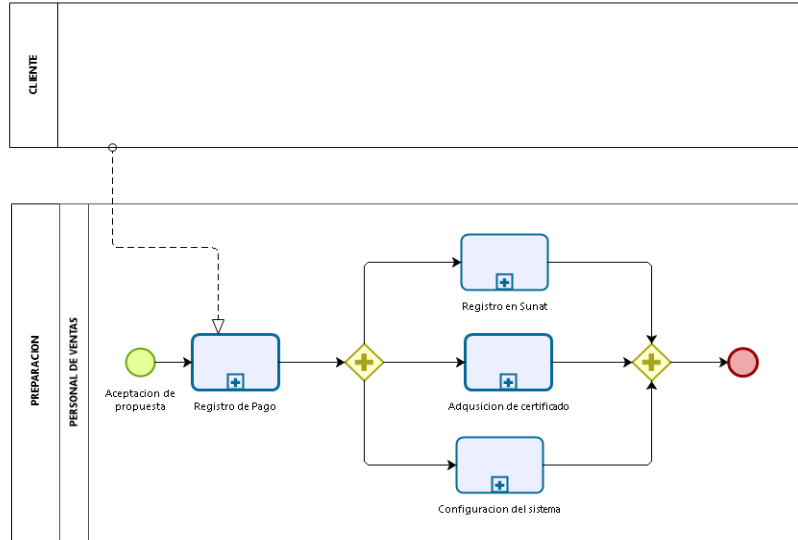 CLIENTE
PREPARACION
PERSONAL DE VENTAS
Registro en Sunat
Aceptacion de
propuesta
Registro de Pago
Adqusicion de certificado
Configuracion del sistema